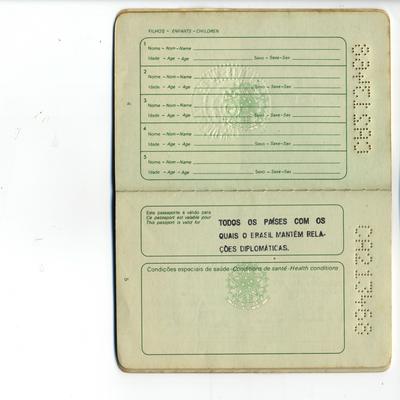 FILHOS - ENFANTS - CHILDREN
1
Nome - Nom - Name
Idade - Age - Age Sexo - Sexe - Sex
2
Nome - Nom - Name
Idade - Age - Age Sexo - Sexe - Sex
3
Nome - Nom - Name
Idade - Age - Age Sexo - Sexe - Sex
4
Nome - Nom - Name
Idade - Age - Age Sexo - Sexe - Sex
5
Nome - Nom - Name
Idade - Age - Age Sexo - Sexe - Sex
4
Este passaporte é válido para
Ce passeport est valable pour
This passport is valid for
TODOS OS PAÍSES COM OS
QUAIS O BRASIL MANTÉM RELA-
ÇÕES DIPLOMÁTICAS.
Condições especiais de saúde - Conditions de santé - Health conditions
5